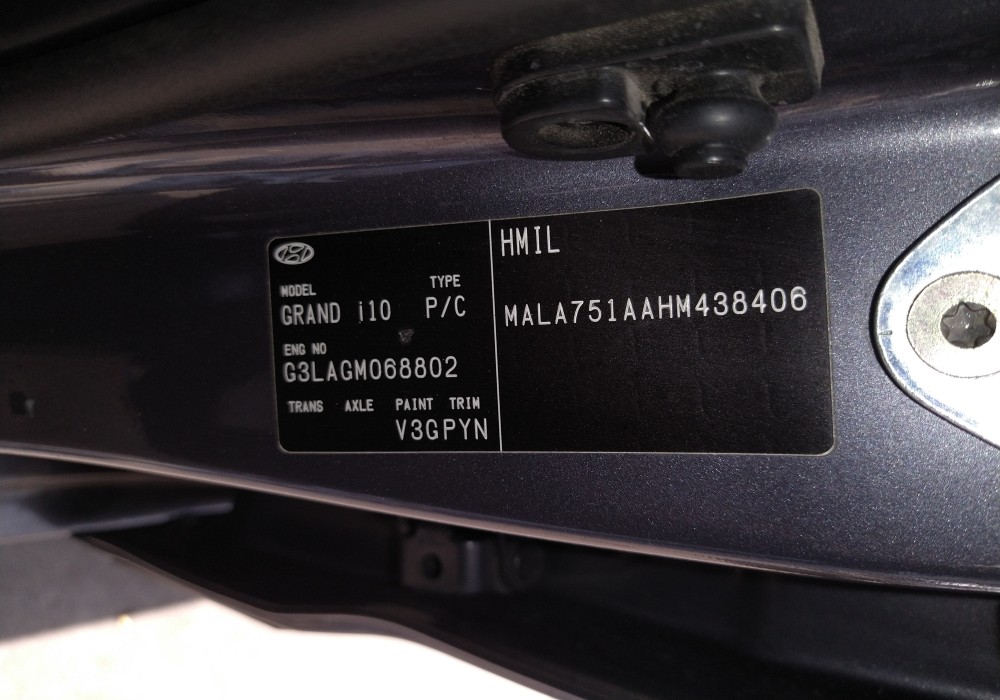 MODEL TYPE
GRAND i10 P/C
ENG NO
G3LAGM068802
TRANS AXLE PAINT TRIM
V3GPYN
HMIL
MALA751AAHM438406